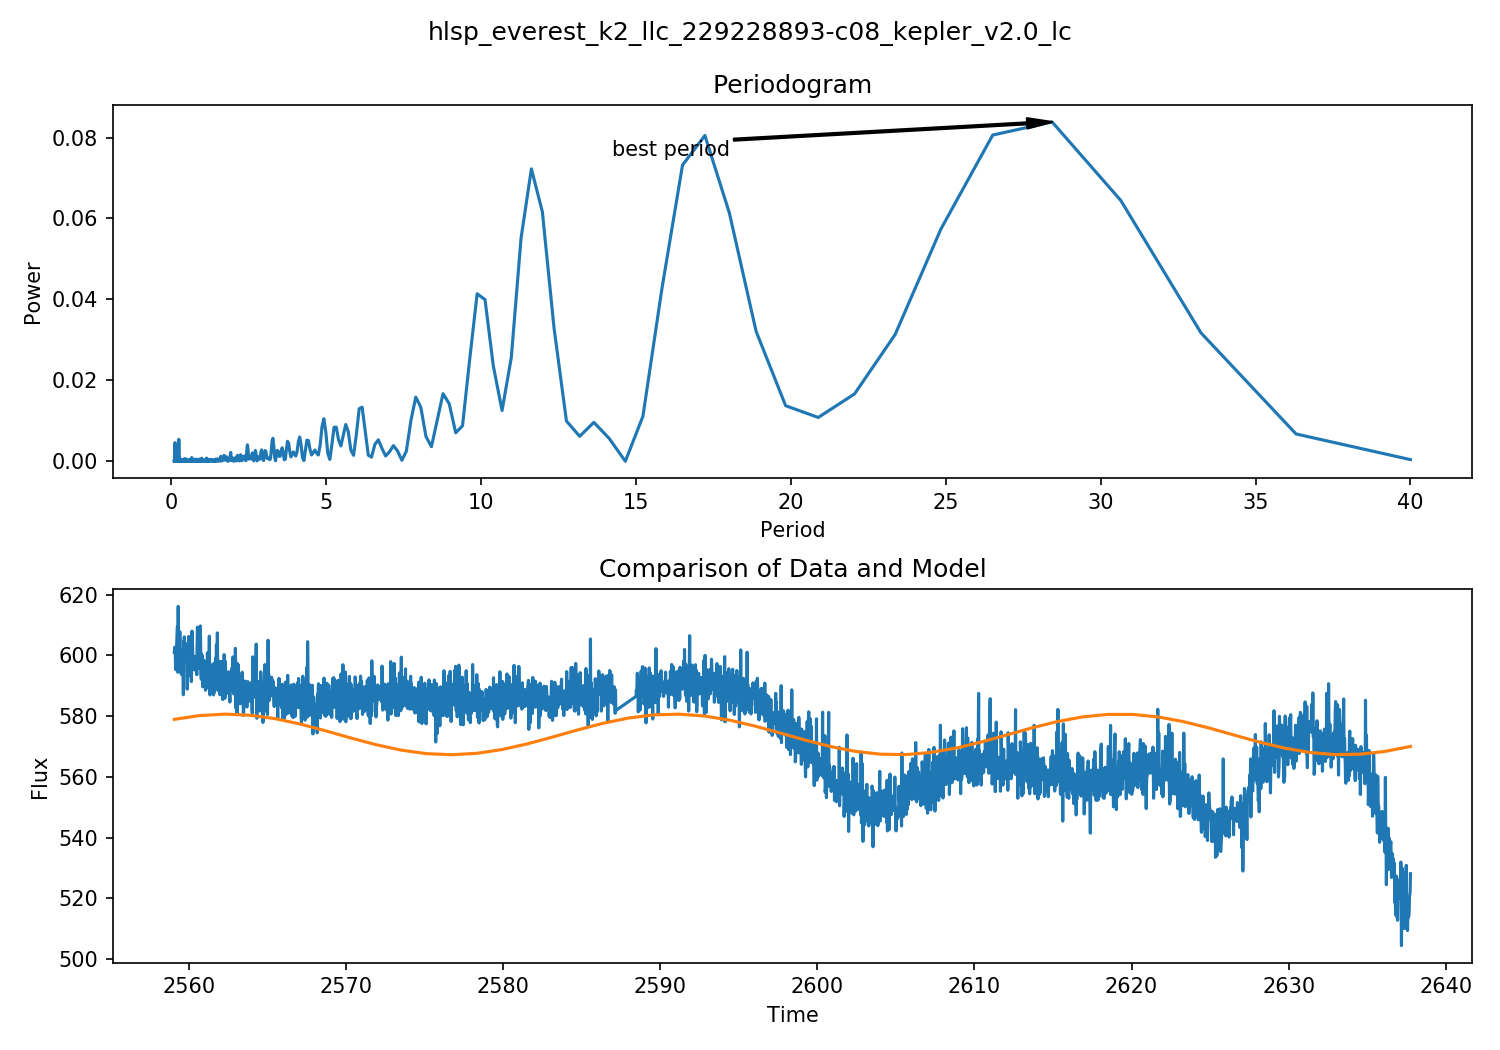 hlsp_everest_k2_llc_229228893-c08_kepler_v2.0_lc
Periodogram
0.08
0.06
0.04
0.02
0.00
Power
best period
0 5 10 15 20 25 30 35 40
Period
Comparison of Data and Model
620
600
580
560
540
520
500
Flux
2560 2570 2580 2590 2600 2610 2620 2630 2640
Time